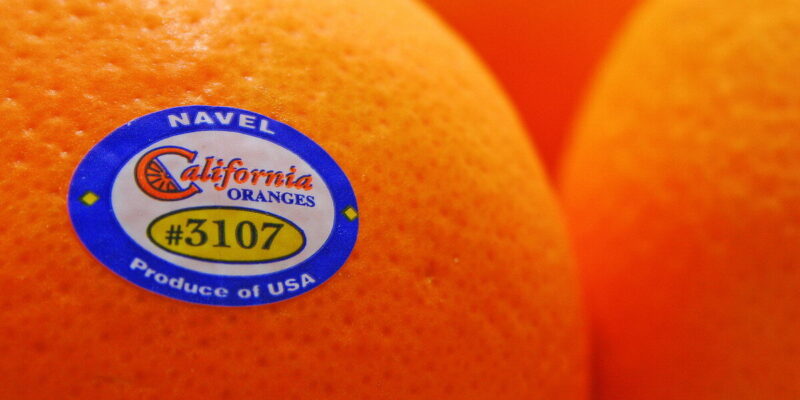 NAVEL
California
ORANGES
#3107
Produce of USA